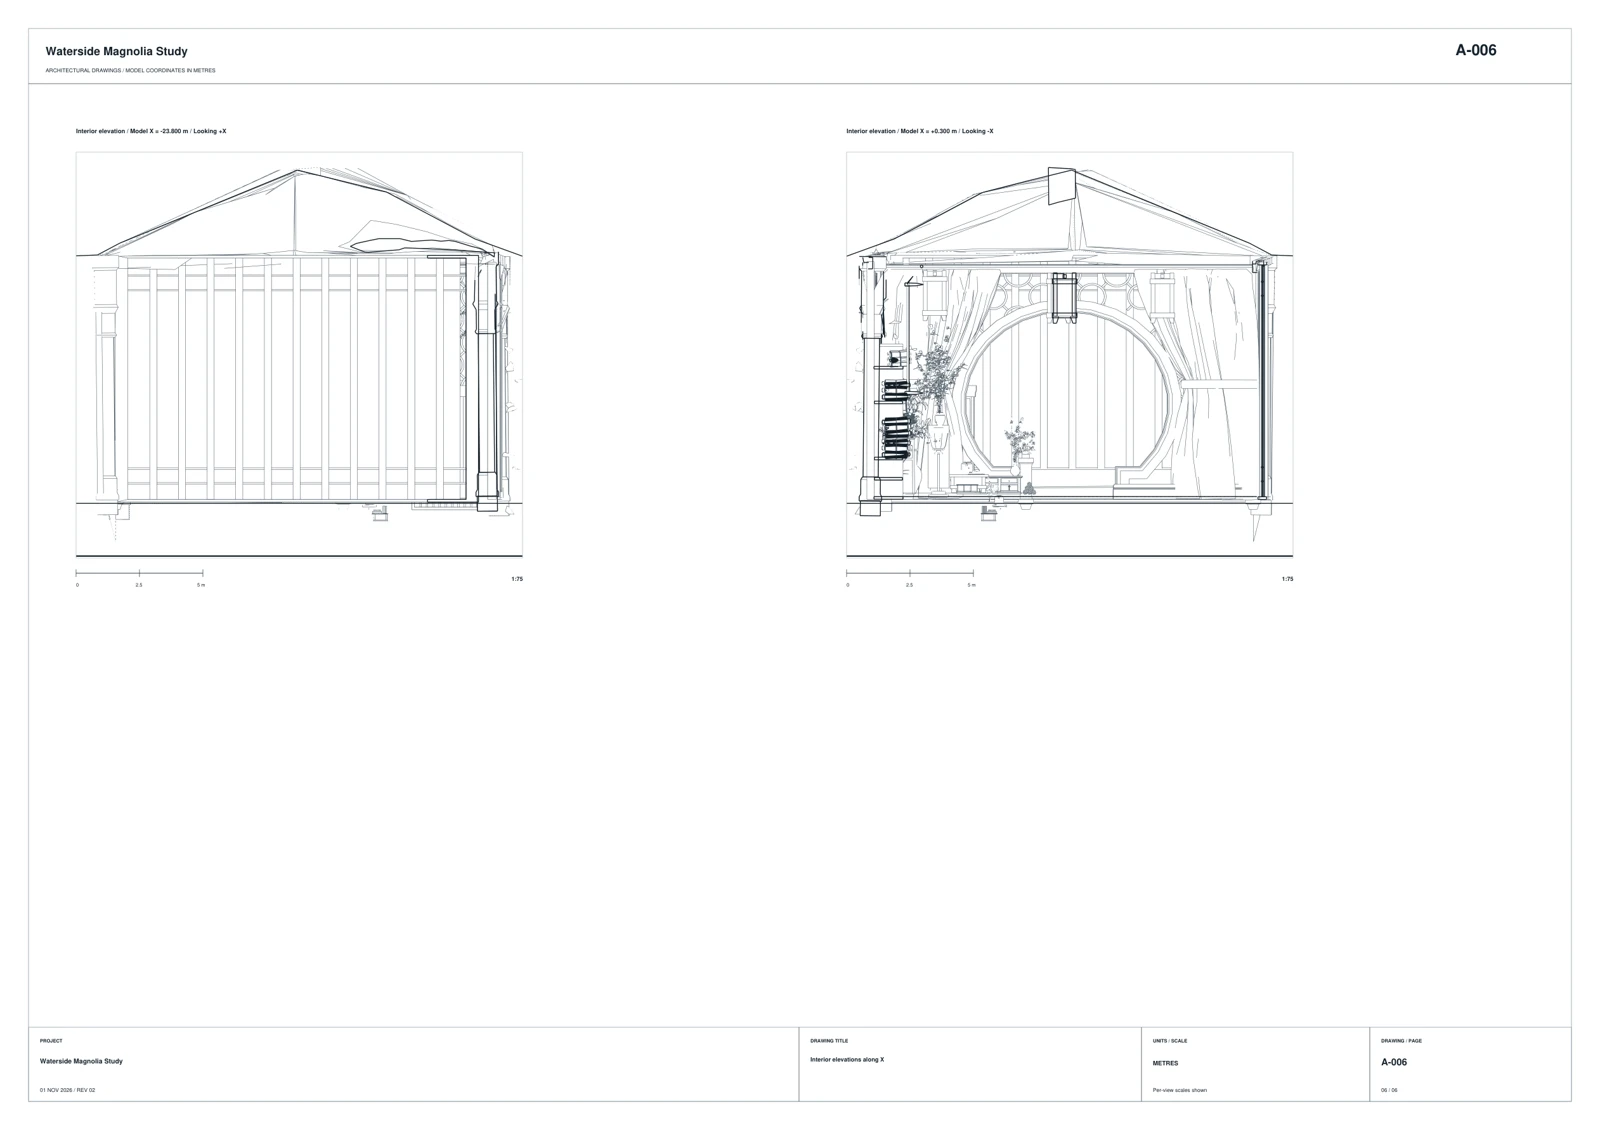 Waterside Magnolia Study
A-006
ARCHITECTURAL DRAWINGS / MODEL COORDINATES IN METRES
Interior elevation / Model X = -23.800 m / Looking +X
Interior elevation / Model X = +0.300 m / Looking -X
0
2.5
5 m
1:75
0
2.5
5 m
1:75
PROJECT
Waterside Magnolia Study
01 NOV 2026 / REV 02
DRAWING TITLE
Interior elevations along X
UNITS / SCALE
METRES
Per-view scales shown
DRAWING / PAGE
A-006
06 / 06